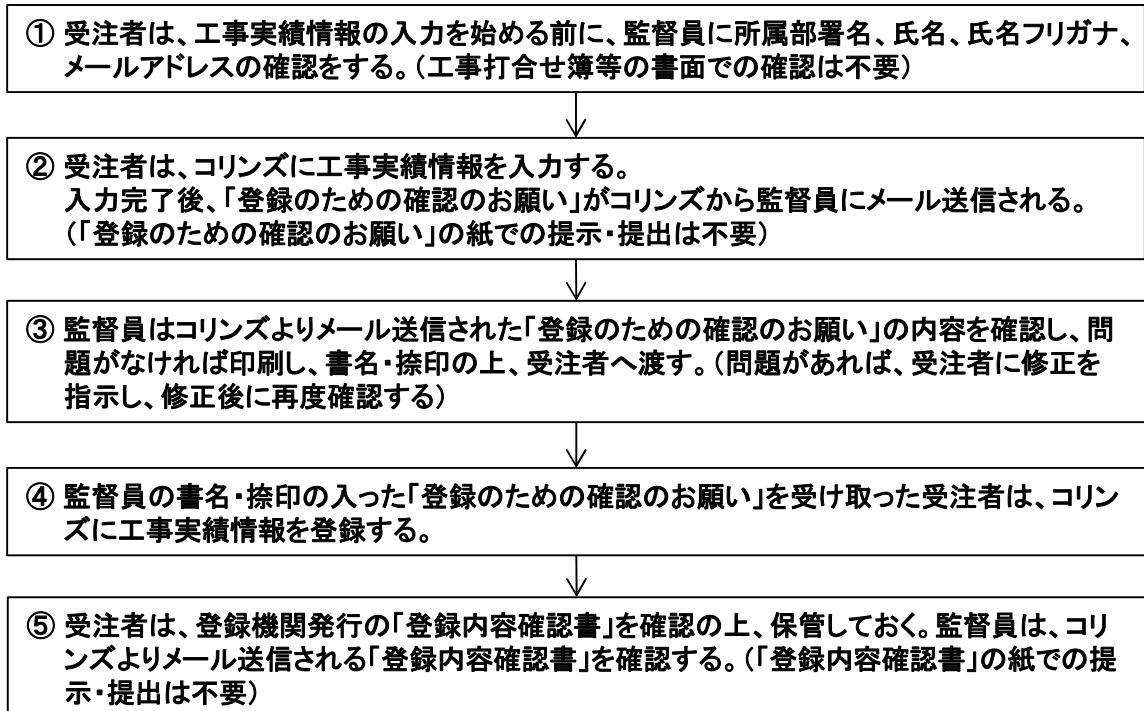 ① 受注者は、工事実績情報の入力を始める前に、監督員に所属部署名、氏名、氏名フリガナ、
メールアドレスの確認をする。(工事打合せ簿等の書面での確認は不要)
② 受注者は、コリンズに工事実績情報を入力する。
入力完了後、「登録のための確認のお願い」がコリンズから監督員にメール送信される。
(「登録のための確認のお願い」の紙での提示・提出は不要)
③ 監督員はコリンズよりメール送信された「登録のための確認のお願い」の内容を確認し、問
題がなければ印刷し、書名・捺印の上、受注者へ渡す。(問題があれば、受注者に修正を
指示し、修正後に再度確認する)
④ 監督員の書名・捺印の入った「登録のための確認のお願い」を受け取った受注者は、コリン
ズに工事実績情報を登録する。
⑤ 受注者は、登録機関発行の「登録内容確認書」を確認の上、保管しておく。監督員は、コリ
ンズよりメール送信される「登録内容確認書」を確認する。(「登録内容確認書」の紙での提
示・提出は不要)